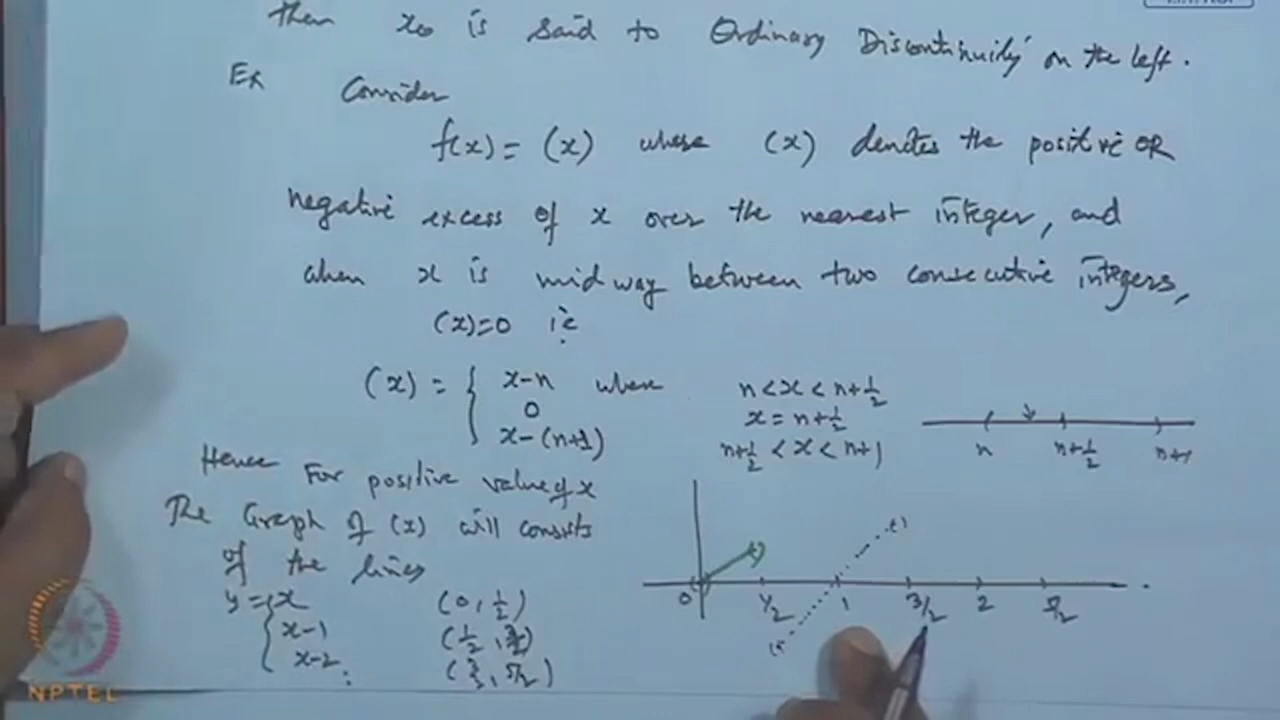 then x₀ is said to Ordinary Discontinuity on the left.
Ex Consider
f(x) = (x) where (x) denotes the positive OR
negative excess of x over the nearest integer, and
when x is midway between two consecutive integers,
(x)=0 ie
(x) = { x-n where n<x<n+1/2
0 x=n+1/2
x-(n+1) n+1/2 <x<n+1
n n+1/2 n+1
Hence For positive value of x
The Graph of (x) will consists
of the lines
y = { x (0, 1/2)
x-1 (1/2, 3/2)
x-2 (3/2, 5/2)
0 1/2 1 3/2 2 5/2
NPTEL